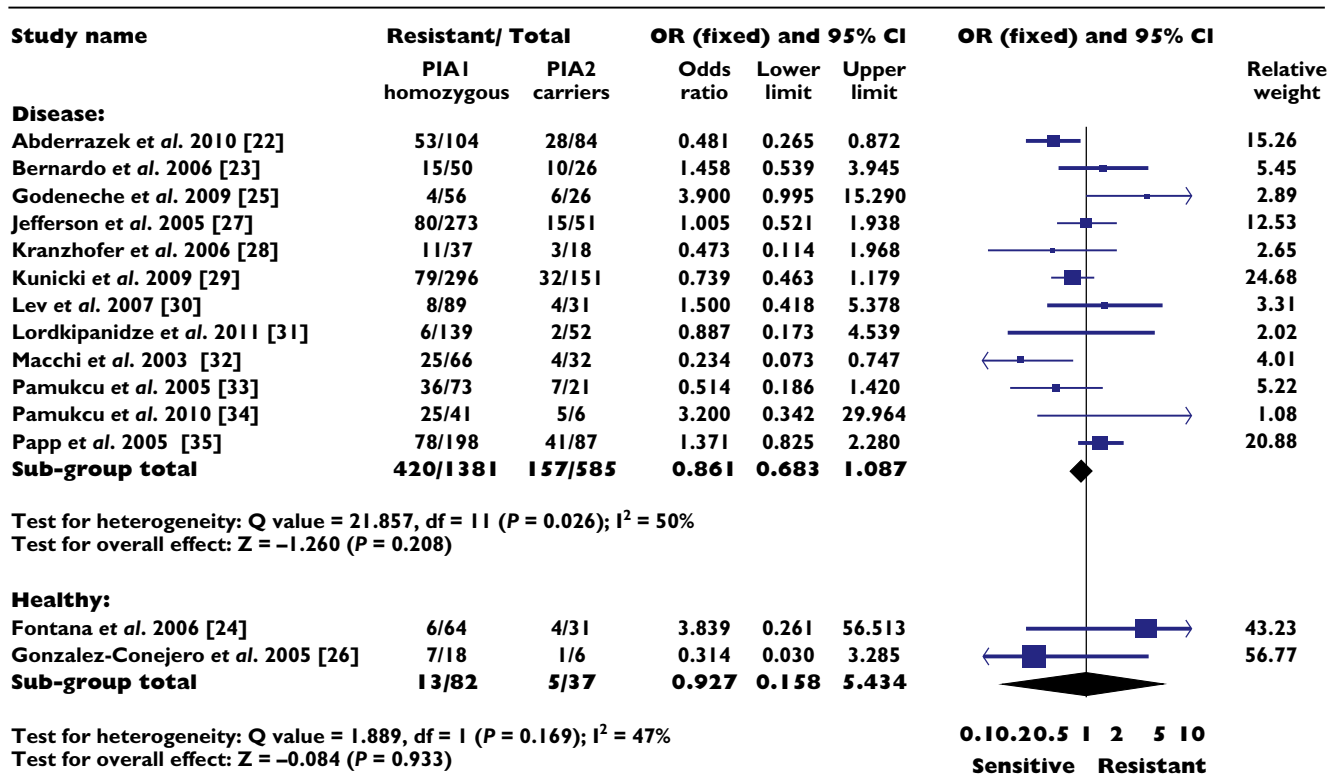 Study name Resistant/ Total OR (fixed) and 95% CI OR (fixed) and 95% CI
PIA1 homozygous PIA2 carriers Odds ratio Lower limit Upper limit Relative weight
Disease:
Abderrazek et al. 2010 [22] 53/104 28/84 0.481 0.265 0.872 15.26
Bernardo et al. 2006 [23] 15/50 10/26 1.458 0.539 3.945 5.45
Godeneche et al. 2009 [25] 4/56 6/26 3.900 0.995 15.290 2.89
Jefferson et al. 2005 [27] 80/273 15/51 1.005 0.521 1.938 12.53
Kranzhofer et al. 2006 [28] 11/37 3/18 0.473 0.114 1.968 2.65
Kunicki et al. 2009 [29] 79/296 32/151 0.739 0.463 1.179 24.68
Lev et al. 2007 [30] 8/89 4/31 1.500 0.418 5.378 3.31
Lordkipanidze et al. 2011 [31] 6/139 2/52 0.887 0.173 4.539 2.02
Macchi et al. 2003 [32] 25/66 4/32 0.234 0.073 0.747 4.01
Pamukcu et al. 2005 [33] 36/73 7/21 0.514 0.186 1.420 5.22
Pamukcu et al. 2010 [34] 25/41 5/6 3.200 0.342 29.964 1.08
Papp et al. 2005 [35] 78/198 41/87 1.371 0.825 2.280 20.88
Sub-group total 420/1381 157/585 0.861 0.683 1.087
Test for heterogeneity: Q value = 21.857, df = 11 (P = 0.026); I² = 50%
Test for overall effect: Z = –1.260 (P = 0.208)
Healthy:
Fontana et al. 2006 [24] 6/64 4/31 3.839 0.261 56.513 43.23
Gonzalez-Conejero et al. 2005 [26] 7/18 1/6 0.314 0.030 3.285 56.77
Sub-group total 13/82 5/37 0.927 0.158 5.434
Test for heterogeneity: Q value = 1.889, df = 1 (P = 0.169); I² = 47%
Test for overall effect: Z = –0.084 (P = 0.933)
0.10.20.5 1 2 5 10
Sensitive Resistant